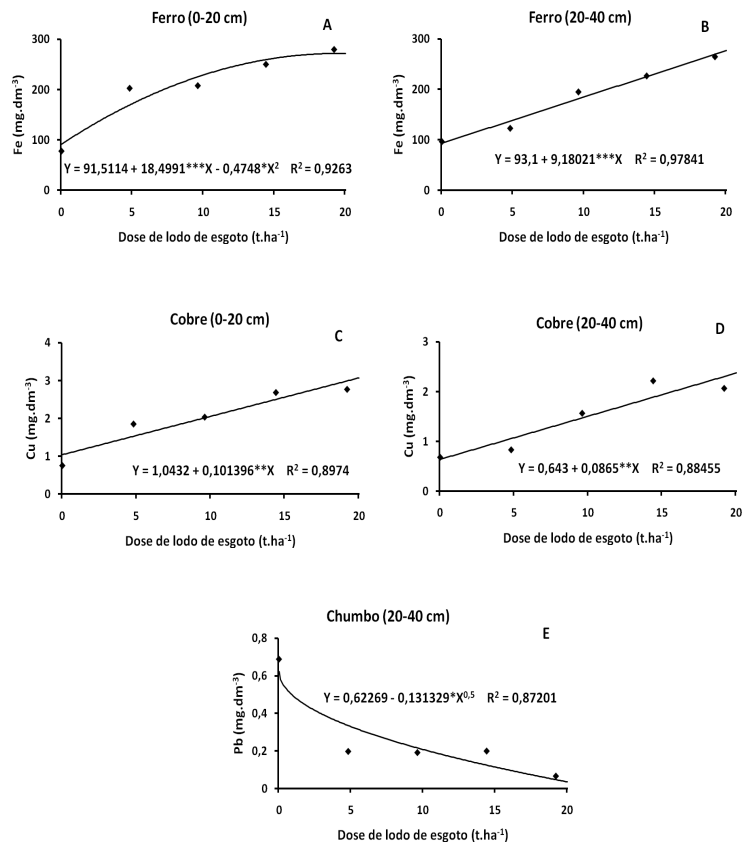 Ferro (0-20 cm)
A
Fe (mg.dm⁻³)
300
200
100
0
Y = 91,5114 + 18,4991***X - 0,4748*X² R² = 0,9263
0 5 10 15 20
Dose de lodo de esgoto (t.ha⁻¹)
Ferro (20-40 cm)
B
Fe (mg.dm⁻³)
300
200
100
0
Y = 93,1 + 9,18021***X R² = 0,97841
0 5 10 15 20
Dose de lodo de esgoto (t.ha⁻¹)
Cobre (0-20 cm)
C
Cu (mg.dm⁻³)
4
3
2
1
0
Y = 1,0432 + 0,101396**X R² = 0,8974
0 5 10 15 20
Dose de lodo de esgoto (t.ha⁻¹)
Cobre (20-40 cm)
D
Cu (mg.dm⁻³)
3
2
1
0
Y = 0,643 + 0,0865**X R² = 0,88455
0 5 10 15 20
Dose de lodo de esgoto (t.ha⁻¹)
Chumbo (20-40 cm)
E
Pb (mg.dm⁻³)
0,8
0,6
0,4
0,2
0
Y = 0,62269 - 0,131329*X⁰,⁵ R² = 0,87201
0 5 10 15 20
Dose de lodo de esgoto (t.ha⁻¹)